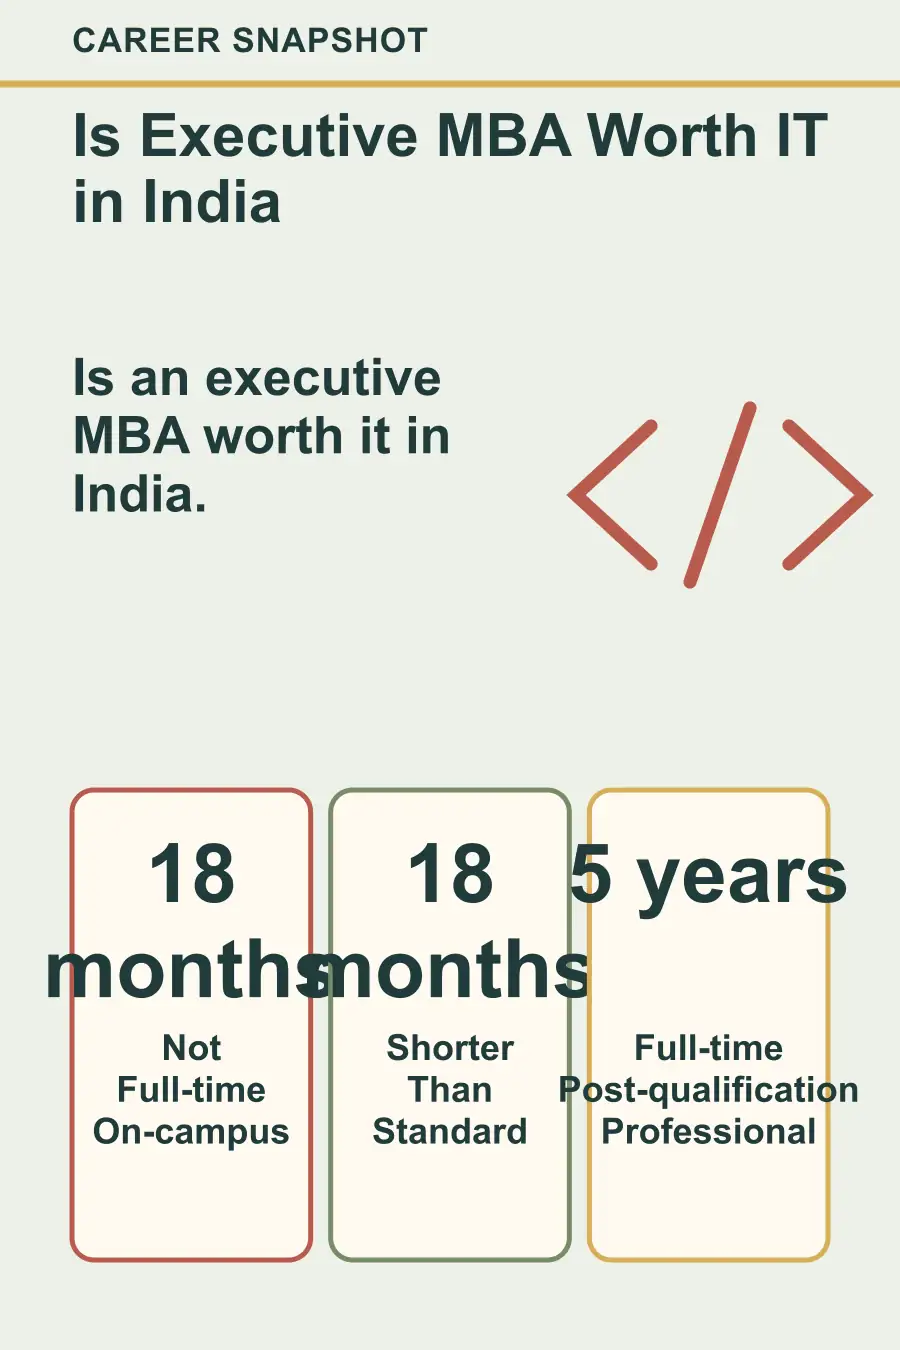 CAREER SNAPSHOT
Is Executive MBA Worth IT
in India
Is an executive
MBA worth it in
India.
18
months
Not
Full-time
On-campus
18
months
Shorter
Than
Standard
5 years
Full-time
Post-qualification
Professional